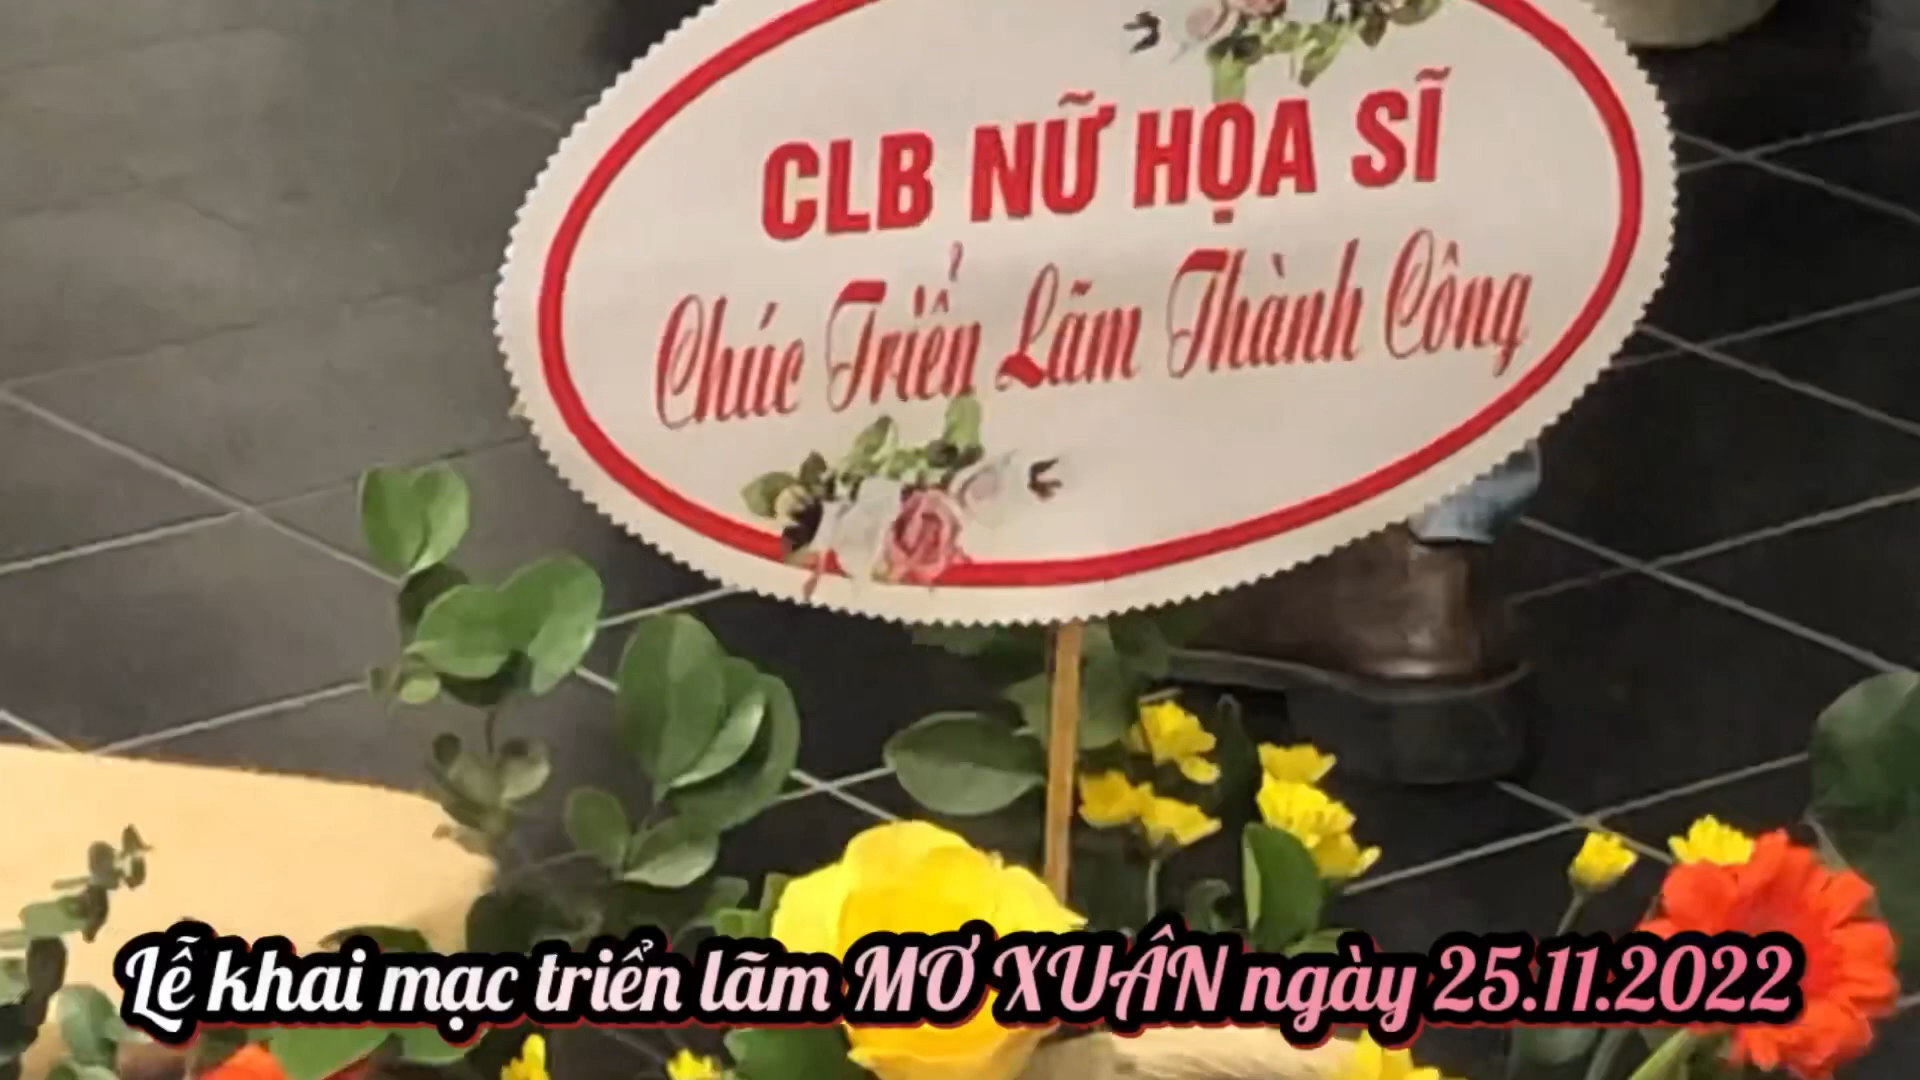 CLB NỮ HỌA SĨ
Chúc Triển Lãm Thành Công
Lễ khai mạc triển lãm MƠ XUÂN ngày 25.11.2022